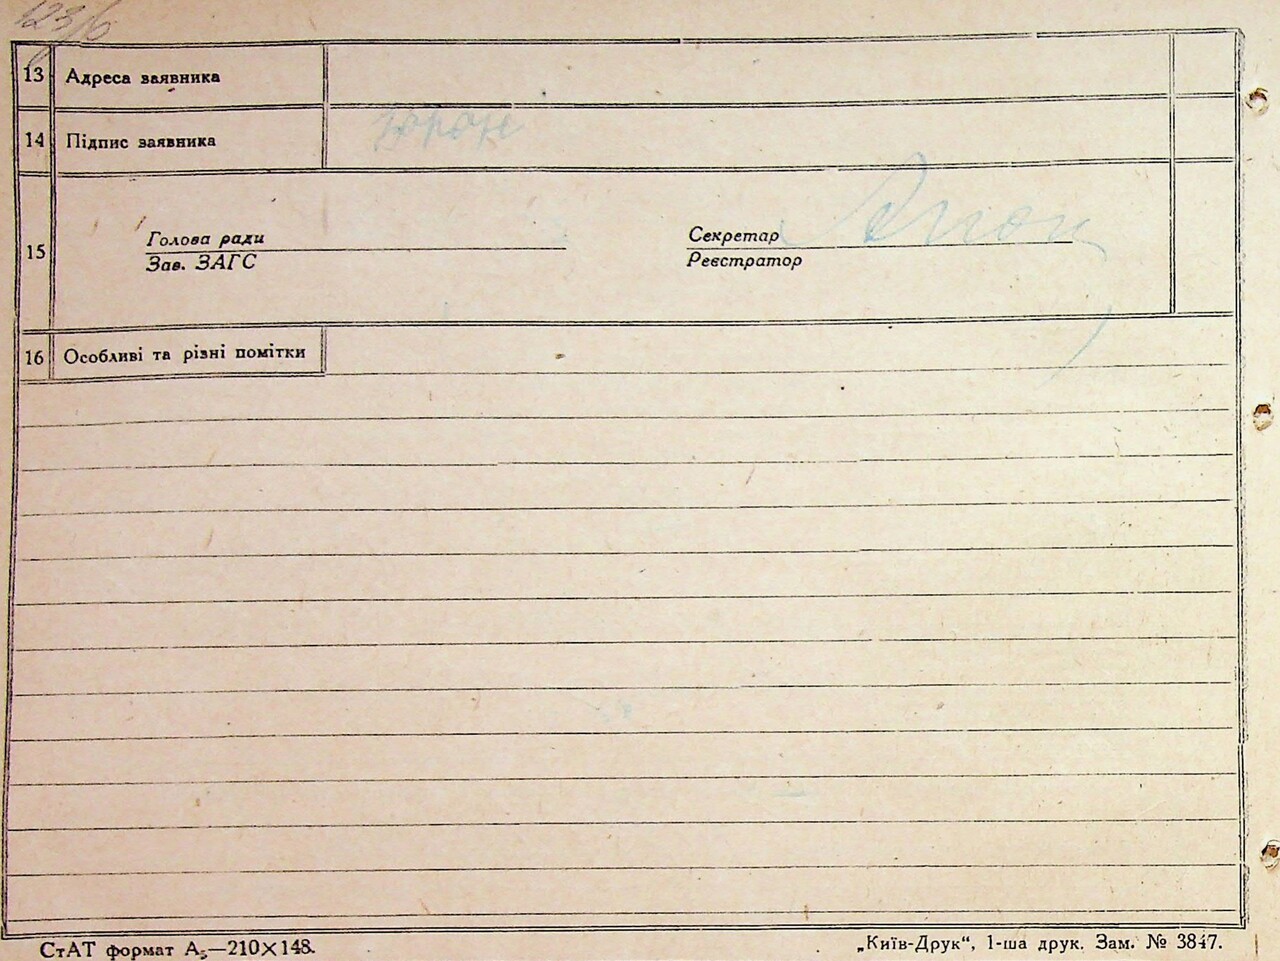 123/6
13 Адреса заявника
14 Підпис заявника
15
Голова ради
Зав. ЗАГС
Секретар
Реєстратор
16 Особливі та різні помітки
СтАТ формат А₅—210×148.
„Київ-Друк“, 1-ша друк. Зам. № 3847.